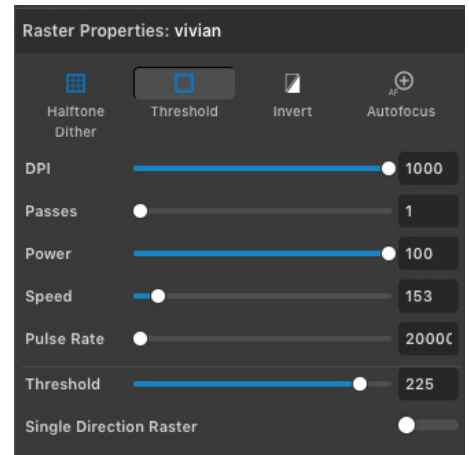 Raster Properties: vivian
Halftone Dither
Threshold
Invert
AF
Autofocus
DPI 1000
Passes 1
Power 100
Speed 153
Pulse Rate
Threshold 225
Single Direction Raster